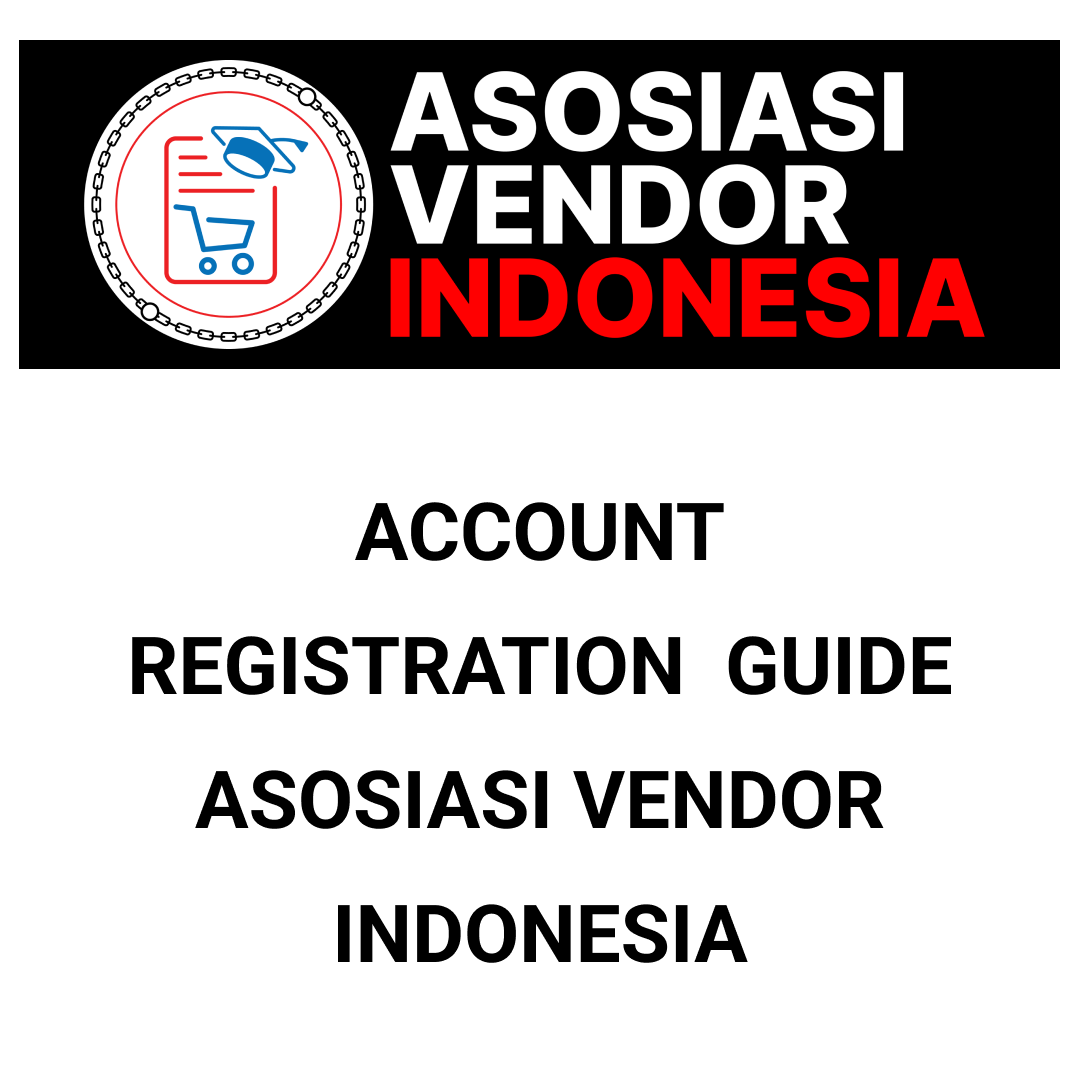 ASOSIASI
VENDOR
INDONESIA
ACCOUNT
REGISTRATION  GUIDE
ASOSIASI VENDOR
INDONESIA